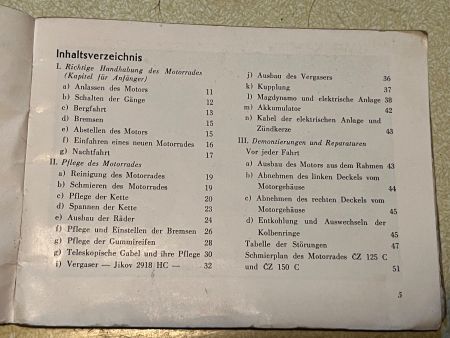 Inhaltsverzeichnis
I. Richtige Handhabung des Motorrades
(Kapitel für Anfänger)
a) Anlassen des Motors 11
b) Schalten der Gänge 12
c) Bergfahrt 13
d) Bremsen 15
e) Abstellen des Motors 15
f) Einfahren eines neuen Motorrades 16
g) Nachtfahrt 17
II. Pflege des Motorrades
a) Reinigung des Motorrades 19
b) Schmieren des Motorrades 19
c) Pflege der Kette 20
d) Spannen der Kette 23
e) Ausbau der Räder 24
f) Pflege und Einstellen der Bremsen 26
g) Pflege der Gummireifen 28
g) Teleskopische Gabel und ihre Pflege 30
i) Vergaser — Jikov 2918 HC — 32
j) Ausbau des Vergasers 36
k) Kupplung 37
l) Magdynamo und elektrische Anlage 38
m) Akkumulator 42
n) Kabel der elektrischen Anlage und
Zündkerze 43
III. Demontierungen und Reparaturen
Vor jeder Fahrt
a) Ausbau des Motors aus dem Rahmen 43
b) Abnehmen des linken Deckels vom
Motorgehäuse 44
c) Abnehmen des rechten Deckels vom
Motorgehäuse 45
d) Entkohlung und Auswechseln der
Kolbenringe 45
Tabelle der Störungen 47
Schmierplan des Motorrades ČZ 125 C
und ČZ 150 C 51
5